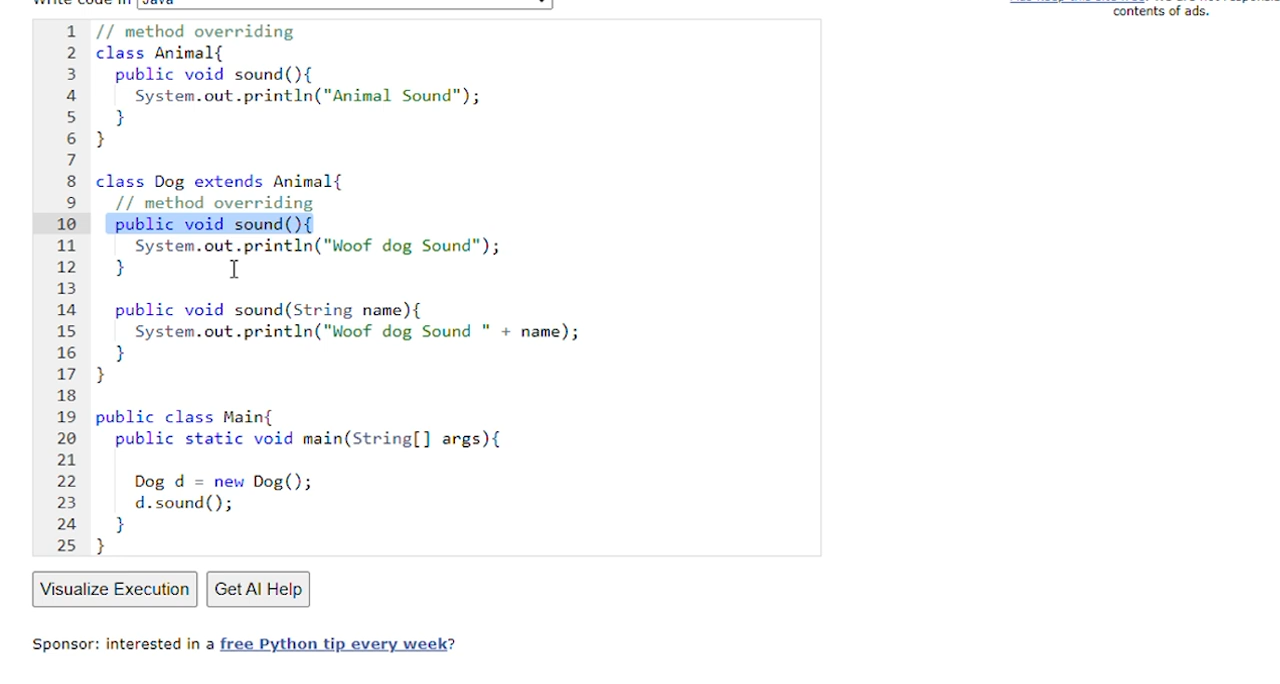 Write code in Java
contents of ads.
1 // method overriding
2 class Animal{
3 public void sound(){
4 System.out.println("Animal Sound");
5 }
6 }
7
8 class Dog extends Animal{
9 // method overriding
10 public void sound(){
11 System.out.println("Woof dog Sound");
12 }
13
14 public void sound(String name){
15 System.out.println("Woof dog Sound " + name);
16 }
17 }
18
19 public class Main{
20 public static void main(String[] args){
21
22 Dog d = new Dog();
23 d.sound();
24 }
25 }
Visualize Execution Get AI Help
Sponsor: interested in a free Python tip every week?